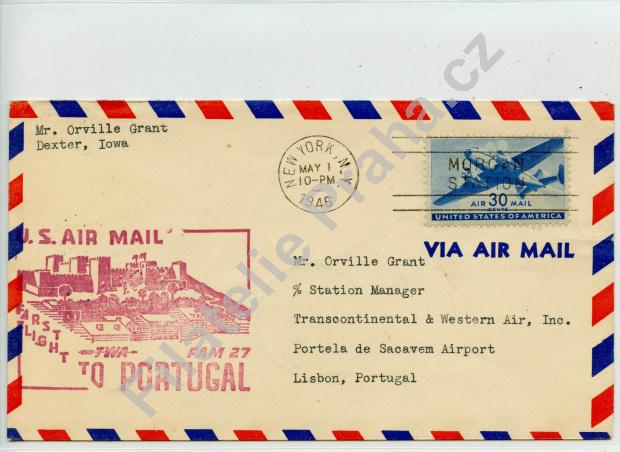 Mr. Orville Grant
Dexter, Iowa
NEW YORK, N.Y.
MAY 1
10-PM
1946
MORGAN
STATION
AIR 30 MAIL
CENTS
UNITED STATES OF AMERICA
VIA AIR MAIL
U.S. AIR MAIL
FIRST
FLIGHT
TWA
FAM 27
TO PORTUGAL
Mr. Orville Grant
% Station Manager
Transcontinental & Western Air, Inc.
Portela de Sacavem Airport
Lisbon, Portugal
Filatelie Praha.cz